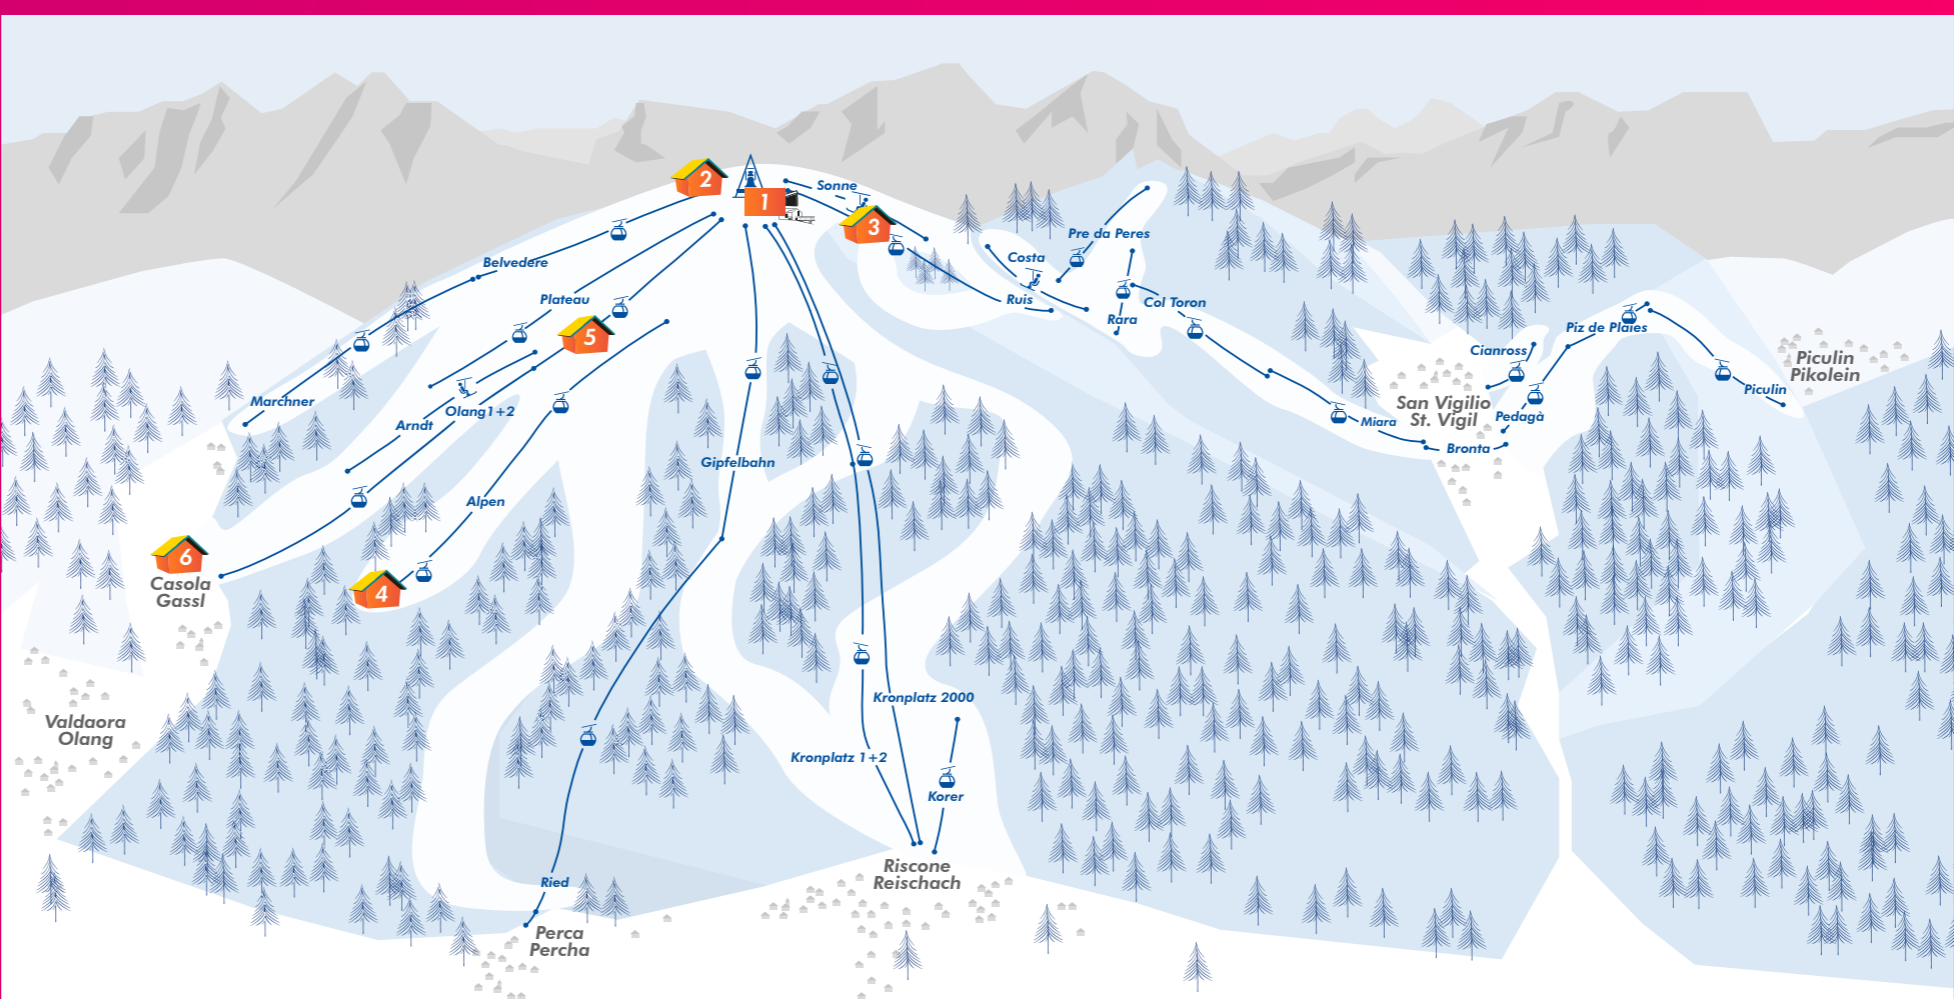 2
1
Sonne
3
Belvedere
Plateau
5
Pre da Peres
Costa
Ruis
Rara
Col Toron
Piz de Plaies
Cianross
Piculin
Pikolein
Piculin
San Vigilio
St. Vigil
Pedagà
Miara
Bronta
Marchner
Olang1+2
Arndt
Gipfelbahn
Alpen
6
Casola
Gassl
4
Valdaora
Olang
Kronplatz 2000
Kronplatz 1+2
Korer
Riscone
Reischach
Ried
Perca
Percha